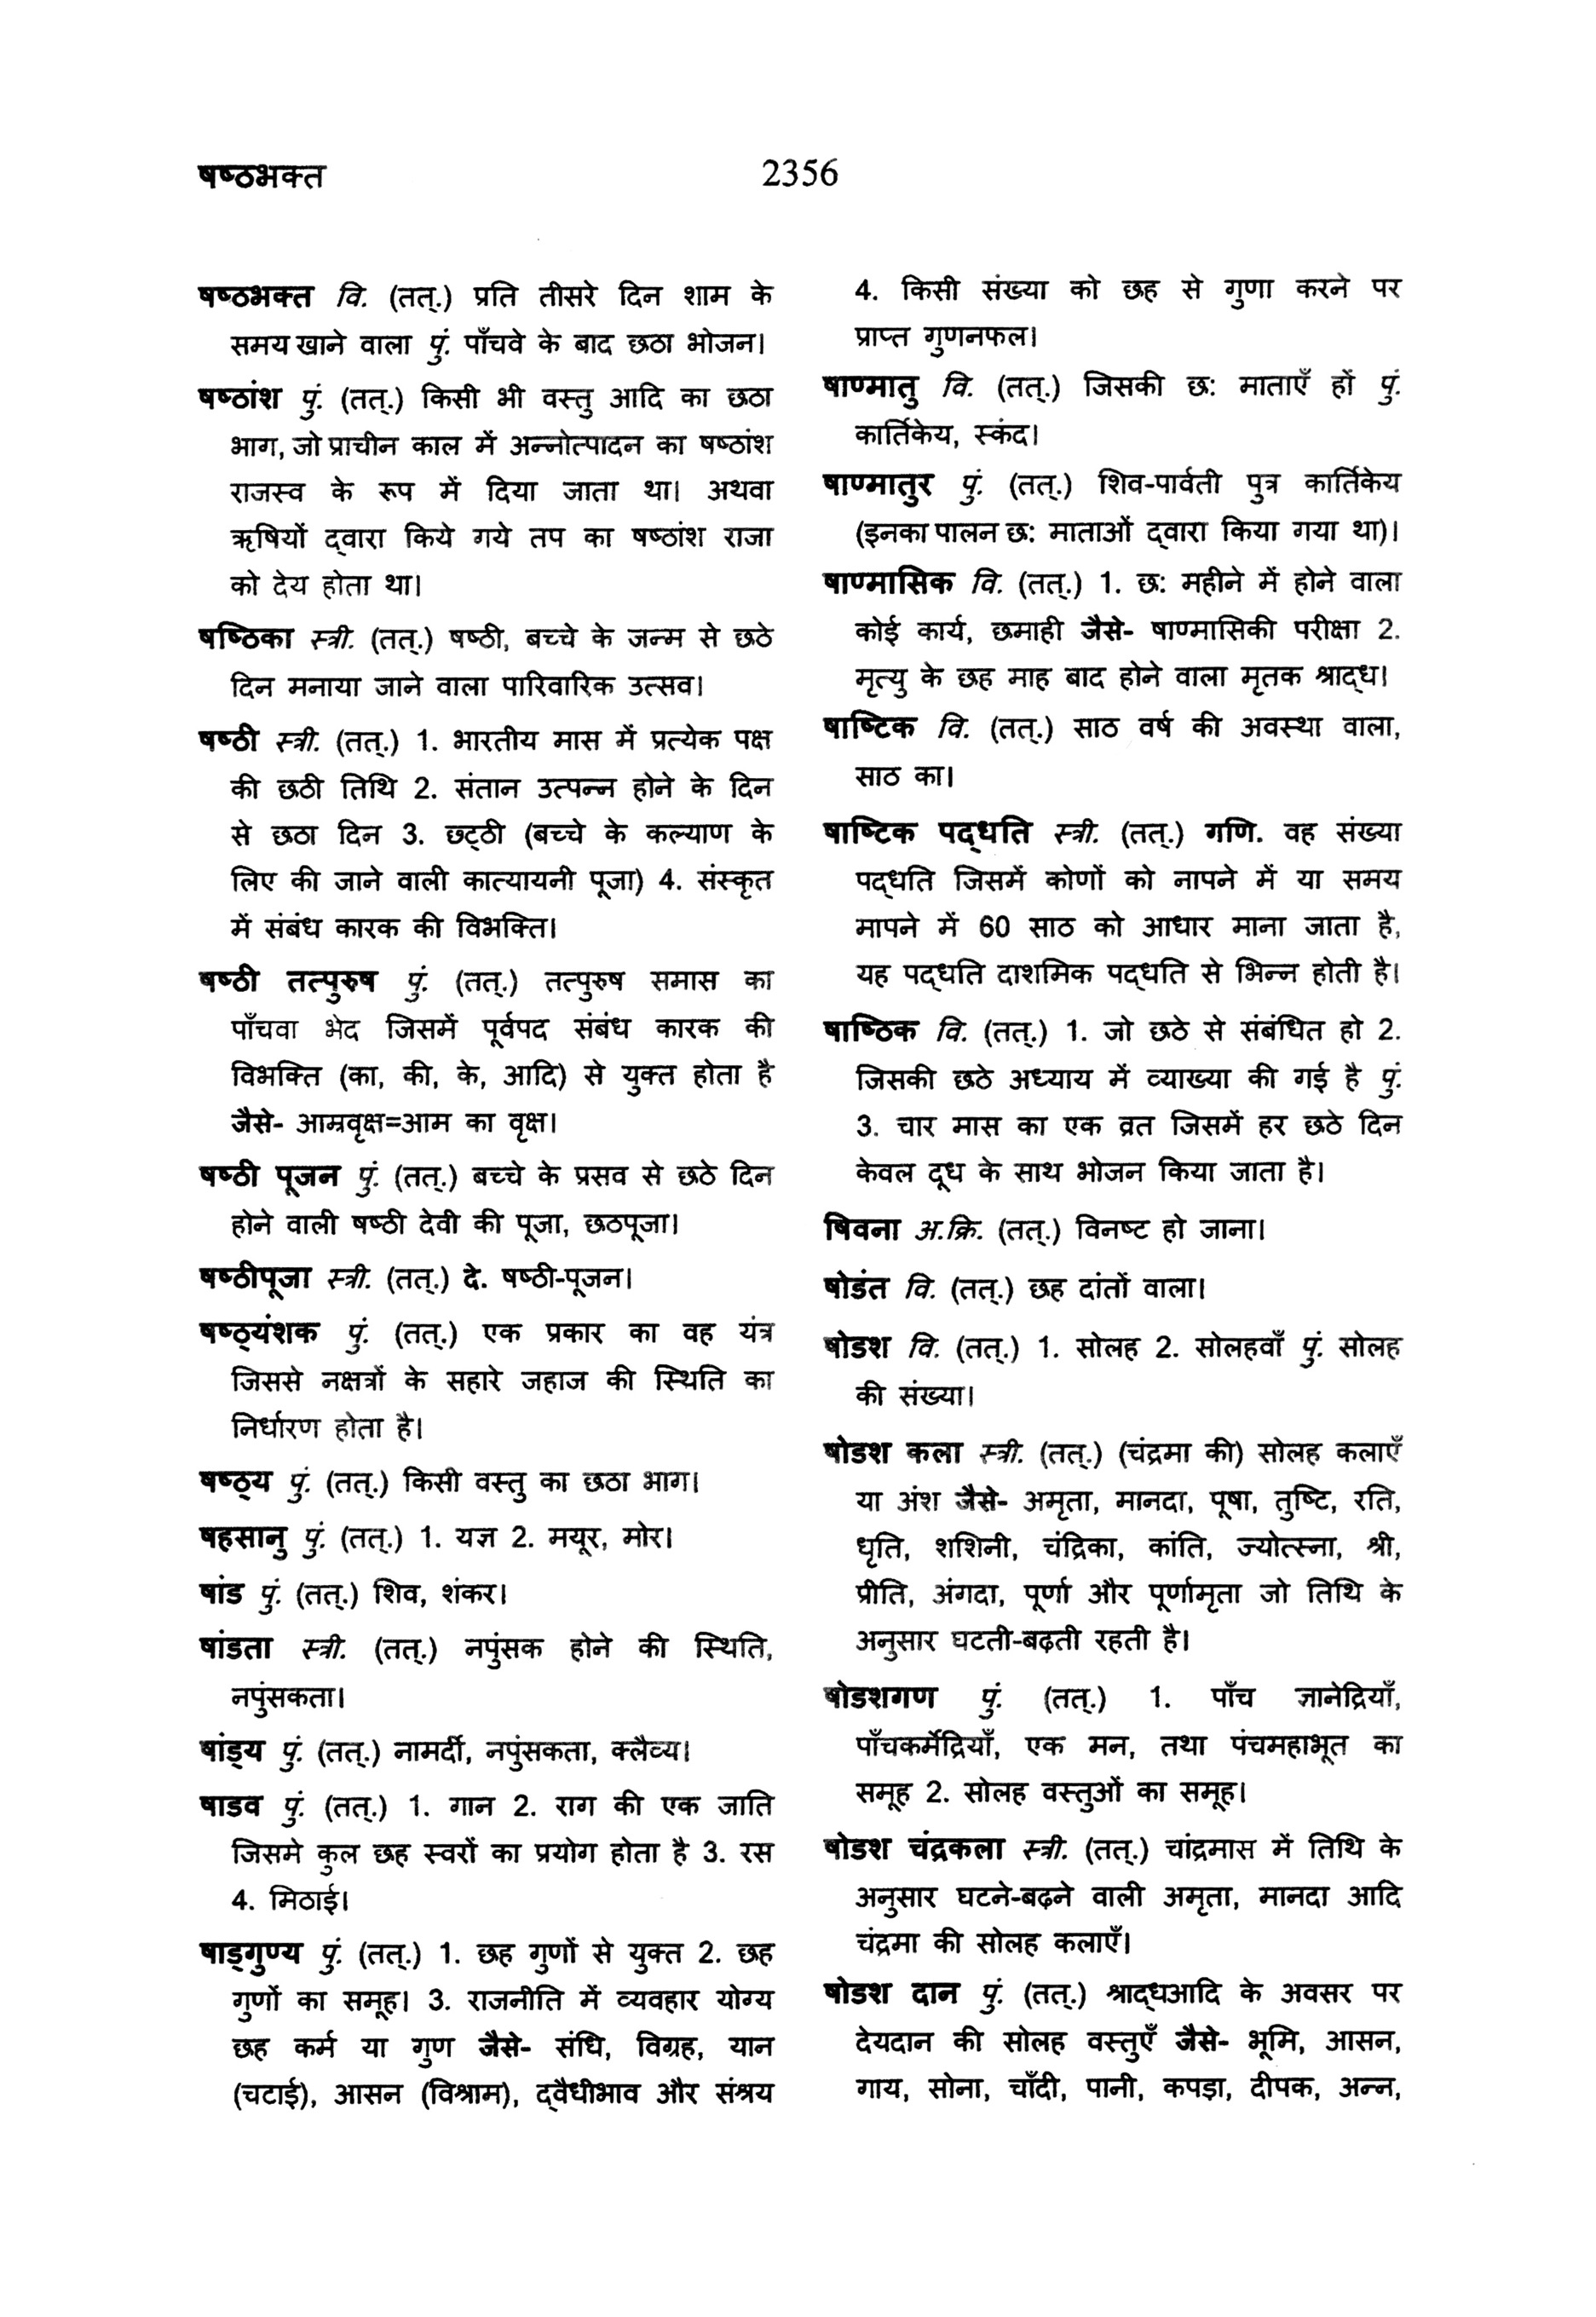 षष्ठभक्त
2356
षष्ठभक्त वि. (तत्.) प्रति तीसरे दिन शाम के
समय खाने वाला पुं. पाँचवे के बाद छठा भोजन।
षष्ठांश पुं. (तत्.) किसी भी वस्तु आदि का छठा
भाग, जो प्राचीन काल में अन्नोत्पादन का षष्ठांश
राजस्व के रूप में दिया जाता था। अथवा
ऋषियों द्वारा किये गये तप का षष्ठांश राजा
को देय होता था।
षष्ठिका स्त्री. (तत्.) षष्ठी, बच्चे के जन्म से छठे
दिन मनाया जाने वाला पारिवारिक उत्सव।
षष्ठी स्त्री. (तत्.) 1. भारतीय मास में प्रत्येक पक्ष
की छठी तिथि 2. संतान उत्पन्न होने के दिन
से छठा दिन 3. छट्ठी (बच्चे के कल्याण के
लिए की जाने वाली कात्यायनी पूजा) 4. संस्कृत
में संबंध कारक की विभक्ति।
षष्ठी तत्पुरुष पुं. (तत्.) तत्पुरुष समास का
पाँचवा भेद जिसमें पूर्वपद संबंध कारक की
विभक्ति (का, की, के, आदि) से युक्त होता है
जैसे- आम्रवृक्ष=आम का वृक्ष।
षष्ठी पूजन पुं. (तत्.) बच्चे के प्रसव से छठे दिन
होने वाली षष्ठी देवी की पूजा, छठपूजा।
षष्ठीपूजा स्त्री. (तत्.) दे. षष्ठी-पूजन।
षष्ठ्यंशक पुं. (तत्.) एक प्रकार का वह यंत्र
जिससे नक्षत्रों के सहारे जहाज की स्थिति का
निर्धारण होता है।
षष्ठ्य पुं. (तत्.) किसी वस्तु का छठा भाग।
षहसानु पुं. (तत्.) 1. यज्ञ 2. मयूर, मोर।
षांड पुं. (तत्.) शिव, शंकर।
षांडता स्त्री. (तत्.) नपुंसक होने की स्थिति,
नपुंसकता।
षांड्य पुं. (तत्.) नामर्दी, नपुंसकता, क्लैव्य।
षाडव पुं. (तत्.) 1. गान 2. राग की एक जाति
जिसमे कुल छह स्वरों का प्रयोग होता है 3. रस
4. मिठाई।
षाड्गुण्य पुं. (तत्.) 1. छह गुणों से युक्त 2. छह
गुणों का समूह। 3. राजनीति में व्यवहार योग्य
छह कर्म या गुण जैसे- संधि, विग्रह, यान
(चटाई), आसन (विश्राम), द्वैधीभाव और संश्रय
4. किसी संख्या को छह से गुणा करने पर
प्राप्त गुणनफल।
षाण्मातु वि. (तत्.) जिसकी छ: माताएँ हों पुं.
कार्तिकेय, स्कंद।
षाण्मातुर पुं. (तत्.) शिव-पार्वती पुत्र कार्तिकेय
(इनका पालन छ: माताओं द्वारा किया गया था)।
षाण्मासिक वि. (तत्.) 1. छ: महीने में होने वाला
कोई कार्य, छमाही जैसे- षाण्मासिकी परीक्षा 2.
मृत्यु के छह माह बाद होने वाला मृतक श्राद्ध।
षाष्टिक वि. (तत्.) साठ वर्ष की अवस्था वाला,
साठ का।
षाष्टिक पद्धति स्त्री. (तत्.) गणि. वह संख्या
पद्धति जिसमें कोणों को नापने में या समय
मापने में 60 साठ को आधार माना जाता है,
यह पद्धति दाशमिक पद्धति से भिन्न होती है।
षाष्ठिक वि. (तत्.) 1. जो छठे से संबंधित हो 2.
जिसकी छठे अध्याय में व्याख्या की गई है पुं.
3. चार मास का एक व्रत जिसमें हर छठे दिन
केवल दूध के साथ भोजन किया जाता है।
षिवना अ.क्रि. (तत्.) विनष्ट हो जाना।
षोडंत वि. (तत्.) छह दांतों वाला।
षोडश वि. (तत्.) 1. सोलह 2. सोलहवाँ पुं. सोलह
की संख्या।
षोडश कला स्त्री. (तत्.) (चंद्रमा की) सोलह कलाएँ
या अंश जैसे- अमृता, मानदा, पूषा, तुष्टि, रति,
धृति, शशिनी, चंद्रिका, कांति, ज्योत्स्ना, श्री,
प्रीति, अंगदा, पूर्णा और पूर्णामृता जो तिथि के
अनुसार घटती-बढ़ती रहती है।
षोडशगण पुं. (तत्.) 1. पाँच ज्ञानेद्रियाँ,
पाँचकर्मेद्रियाँ, एक मन, तथा पंचमहाभूत का
समूह 2. सोलह वस्तुओं का समूह।
षोडश चंद्रकला स्त्री. (तत्.) चांद्रमास में तिथि के
अनुसार घटने-बढ़ने वाली अमृता, मानदा आदि
चंद्रमा की सोलह कलाएँ।
षोडश दान पुं. (तत्.) श्राद्धआदि के अवसर पर
देयदान की सोलह वस्तुएँ जैसे- भूमि, आसन,
गाय, सोना, चाँदी, पानी, कपड़ा, दीपक, अन्न,